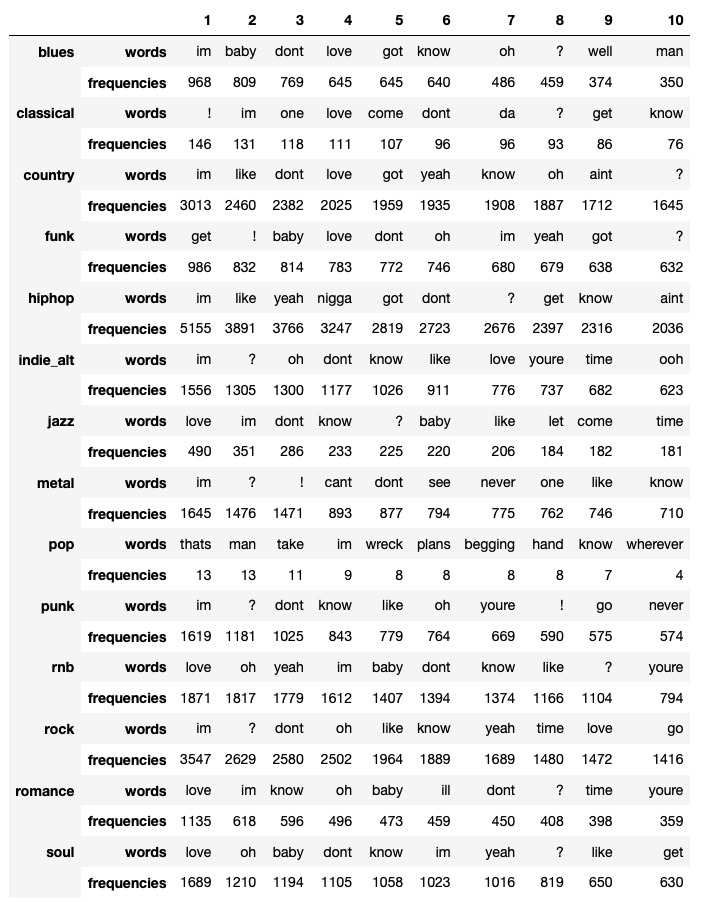 1 2 3 4 5 6 7 8 9 10
blues words im baby dont love got know oh ? well man
frequencies 968 809 769 645 645 640 486 459 374 350
classical words ! im one love come dont da ? get know
frequencies 146 131 118 111 107 96 96 93 86 76
country words im like dont love got yeah know oh aint ?
frequencies 3013 2460 2382 2025 1959 1935 1908 1887 1712 1645
funk words get ! baby love dont oh im yeah got ?
frequencies 986 832 814 783 772 746 680 679 638 632
hiphop words im like yeah nigga got dont ? get know aint
frequencies 5155 3891 3766 3247 2819 2723 2676 2397 2316 2036
indie_alt words im ? oh dont know like love youre time ooh
frequencies 1556 1305 1300 1177 1026 911 776 737 682 623
jazz words love im dont know ? baby like let come time
frequencies 490 351 286 233 225 220 206 184 182 181
metal words im ? ! cant dont see never one like know
frequencies 1645 1476 1471 893 877 794 775 762 746 710
pop words thats man take im wreck plans begging hand know wherever
frequencies 13 13 11 9 8 8 8 8 7 4
punk words im ? dont know like oh youre ! go never
frequencies 1619 1181 1025 843 779 764 669 590 575 574
rnb words love oh yeah im baby dont know like ? youre
frequencies 1871 1817 1779 1612 1407 1394 1374 1166 1104 794
rock words im ? dont oh like know yeah time love go
frequencies 3547 2629 2580 2502 1964 1889 1689 1480 1472 1416
romance words love im know oh baby ill dont ? time youre
frequencies 1135 618 596 496 473 459 450 408 398 359
soul words love oh baby dont know im yeah ? like get
frequencies 1689 1210 1194 1105 1058 1023 1016 819 650 630